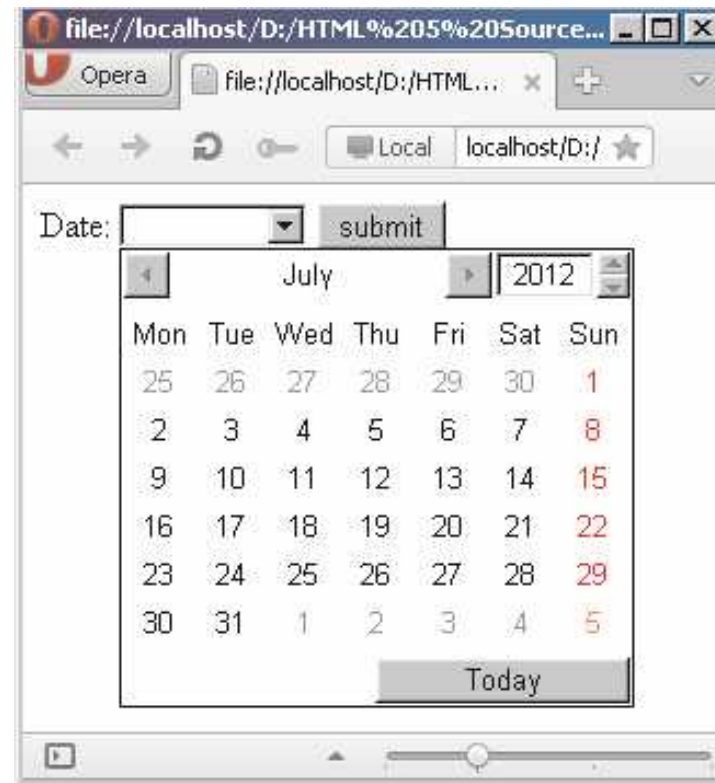 file://localhost/D:/HTML%205%20Source...
Opera file://localhost/D:/HTML...
Local localhost/D:/
Date: submit
July 2012
Mon Tue Wed Thu Fri Sat Sun
25 26 27 28 29 30 1
2 3 4 5 6 7 8
9 10 11 12 13 14 15
16 17 18 19 20 21 22
23 24 25 26 27 28 29
30 31 1 2 3 4 5
Today